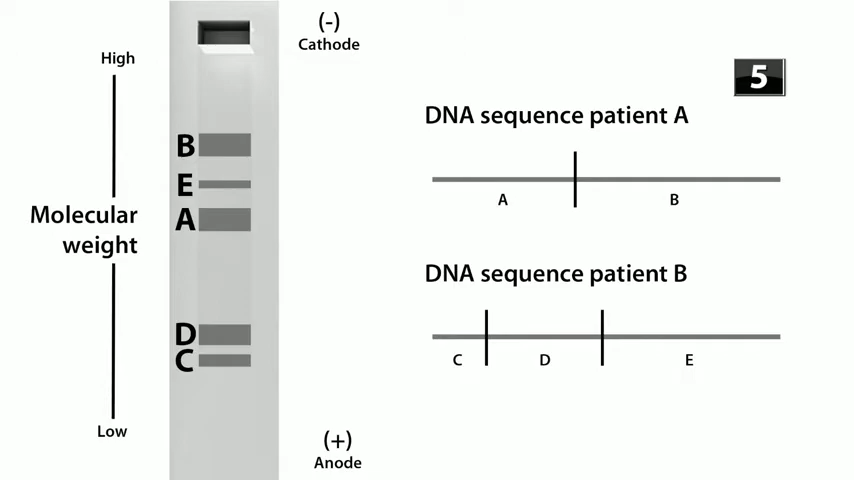 (-)
Cathode
High
Molecular
weight
Low
B
E
A
D
C
(+)
Anode
5
DNA sequence patient A
A B
DNA sequence patient B
C D E